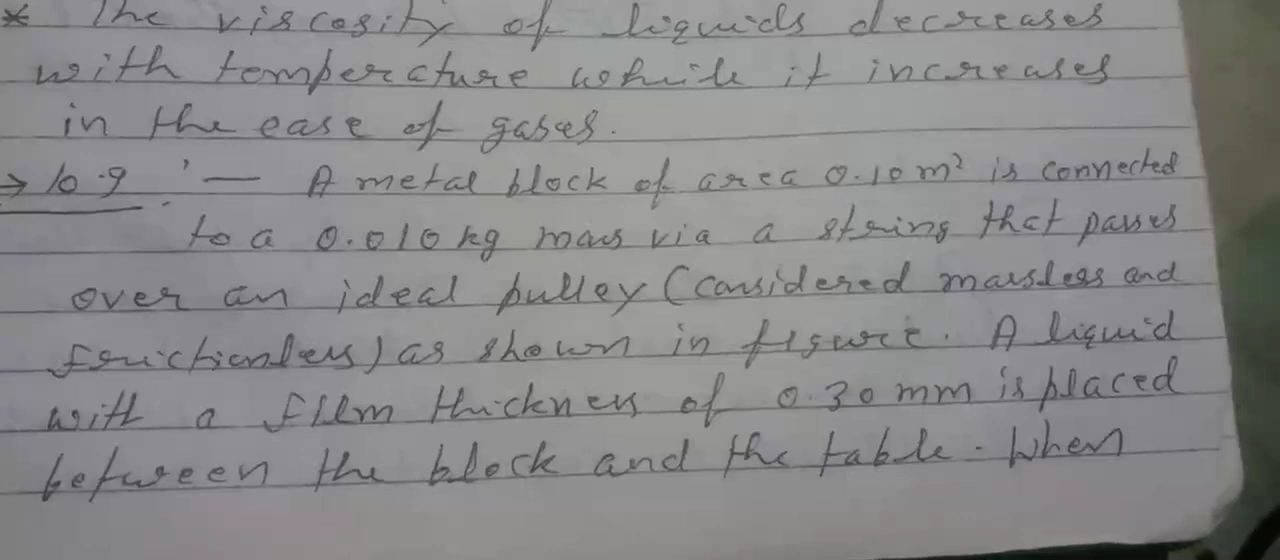 * The viscosity of liquids decreases
with temperature while it increases
in the case of gases.
→ 10.9 :- A metal block of area 0.10 m² is connected
to a 0.010 kg mass via a string that passes
over an ideal pulley (considered massless and
frictionless) as shown in figure. A liquid
with a film thickness of 0.30 mm is placed
between the block and the table. When